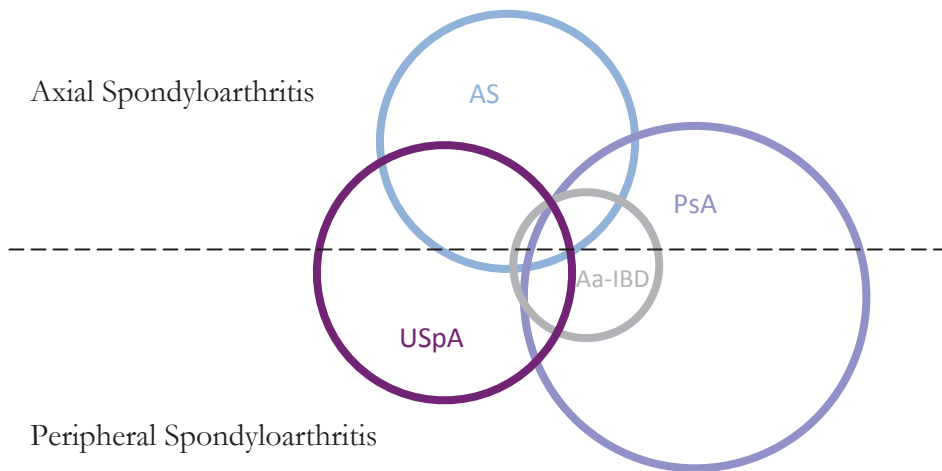 AS
Axial Spondyloarthritis
PsA
Aa-IBD
USpA
Peripheral Spondyloarthritis